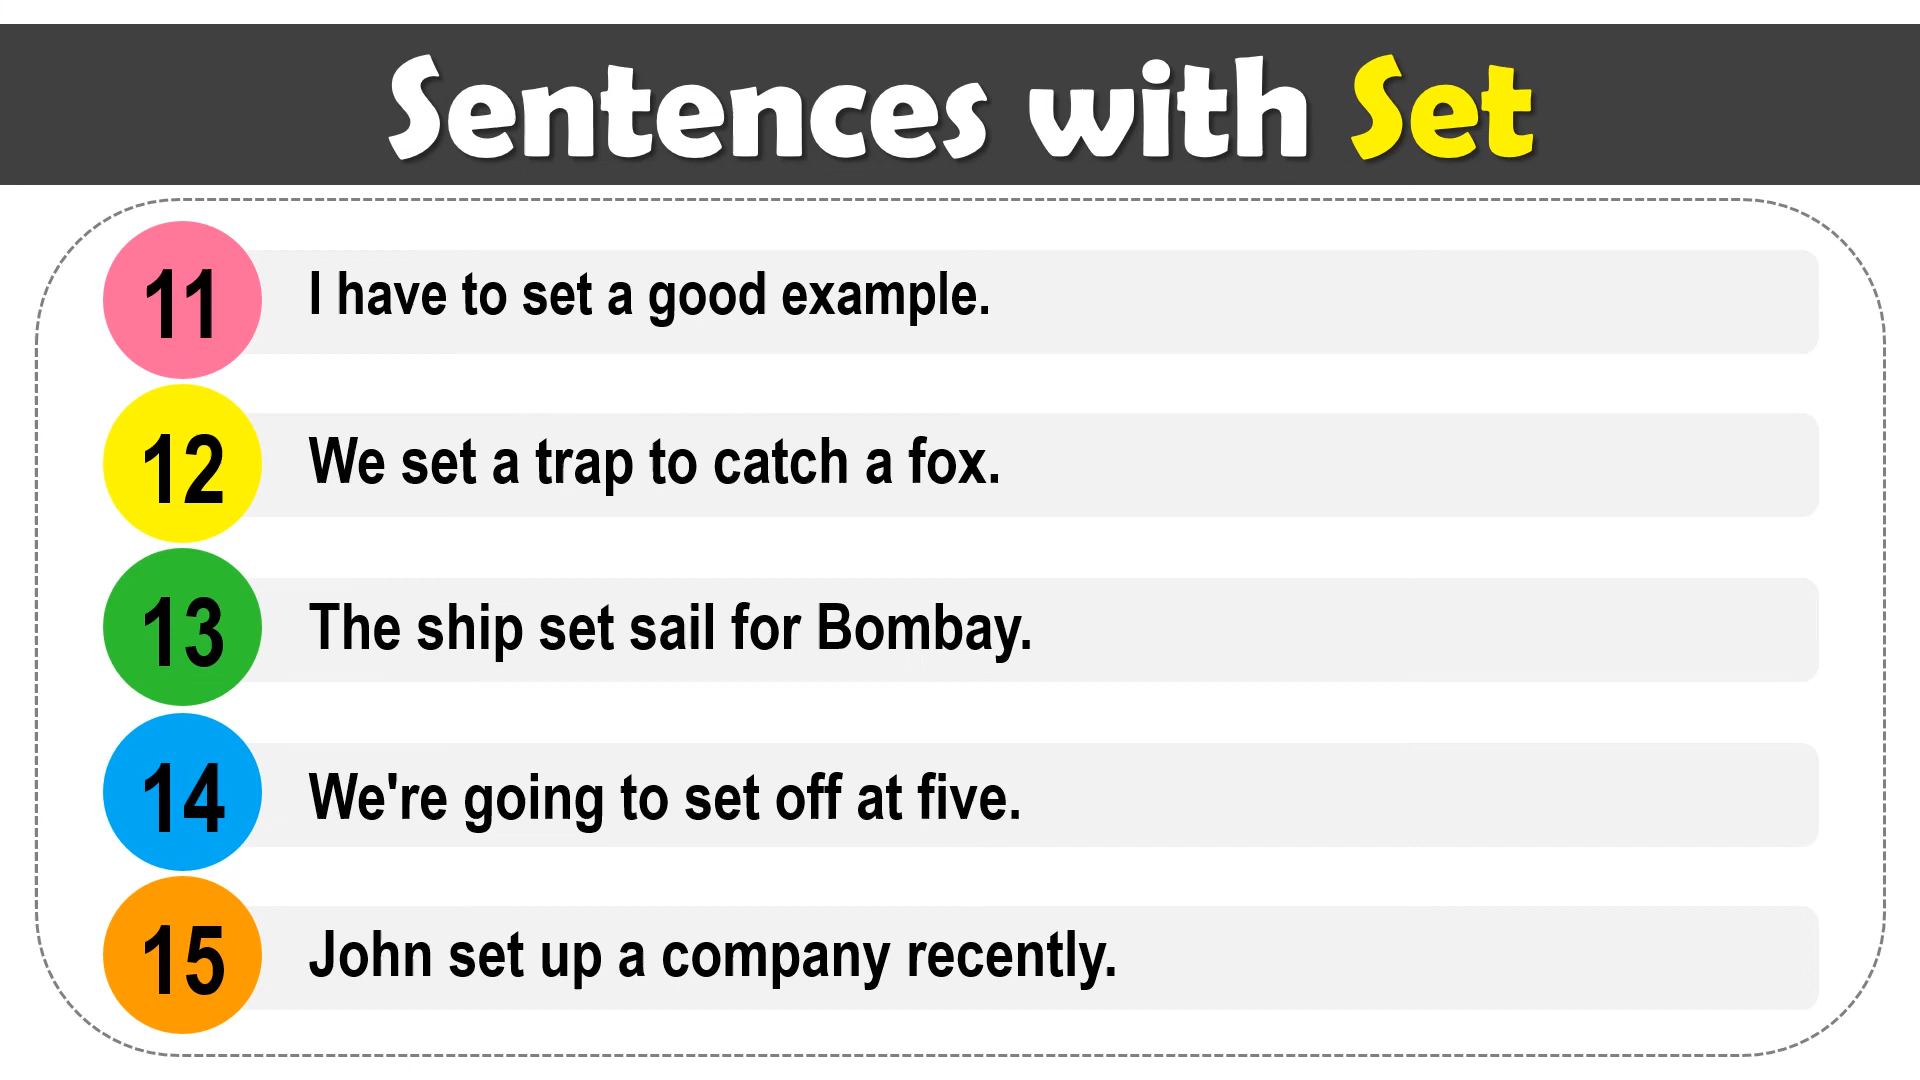 Sentences with Set
11 I have to set a good example.
12 We set a trap to catch a fox.
13 The ship set sail for Bombay.
14 We're going to set off at five.
15 John set up a company recently.